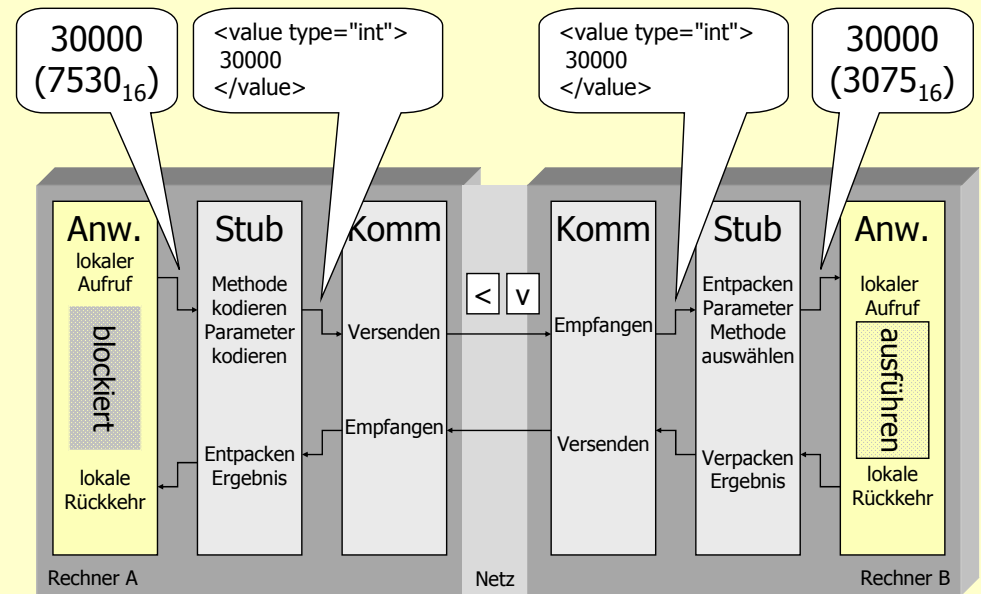 30000
(7530₁₆)
<value type="int">
30000
</value>
<value type="int">
30000
</value>
30000
(3075₁₆)
Anw.
lokaler
Aufruf
blockiert
lokale
Rückkehr
Stub
Methode
kodieren
Parameter
kodieren
Entpacken
Ergebnis
Komm
Versenden
Empfangen
< v
Komm
Empfangen
Versenden
Stub
Entpacken
Parameter
Methode
auswählen
Verpacken
Ergebnis
Anw.
lokaler
Aufruf
ausführen
lokale
Rückkehr
Rechner A
Netz
Rechner B